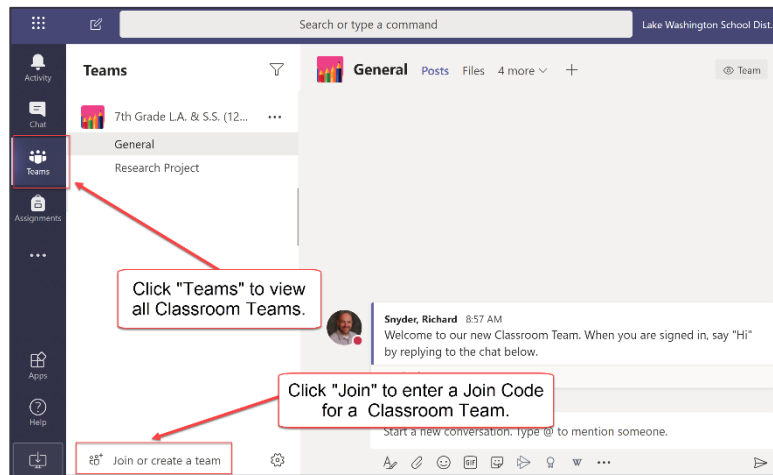 Search or type a command
Lake Washington School Dist.
Activity
Chat
Teams
Assignments
Apps
Help
Teams
7th Grade L.A. & S.S. (12...
General
Research Project
Click "Teams" to view
all Classroom Teams.
Join or create a team
General Posts Files 4 more +
Team
Snyder, Richard 8:57 AM
Welcome to our new Classroom Team. When you are signed in, say "Hi"
by replying to the chat below.
Click "Join" to enter a Join Code
for a Classroom Team.
Start a new conversation. Type @ to mention someone.
GIF